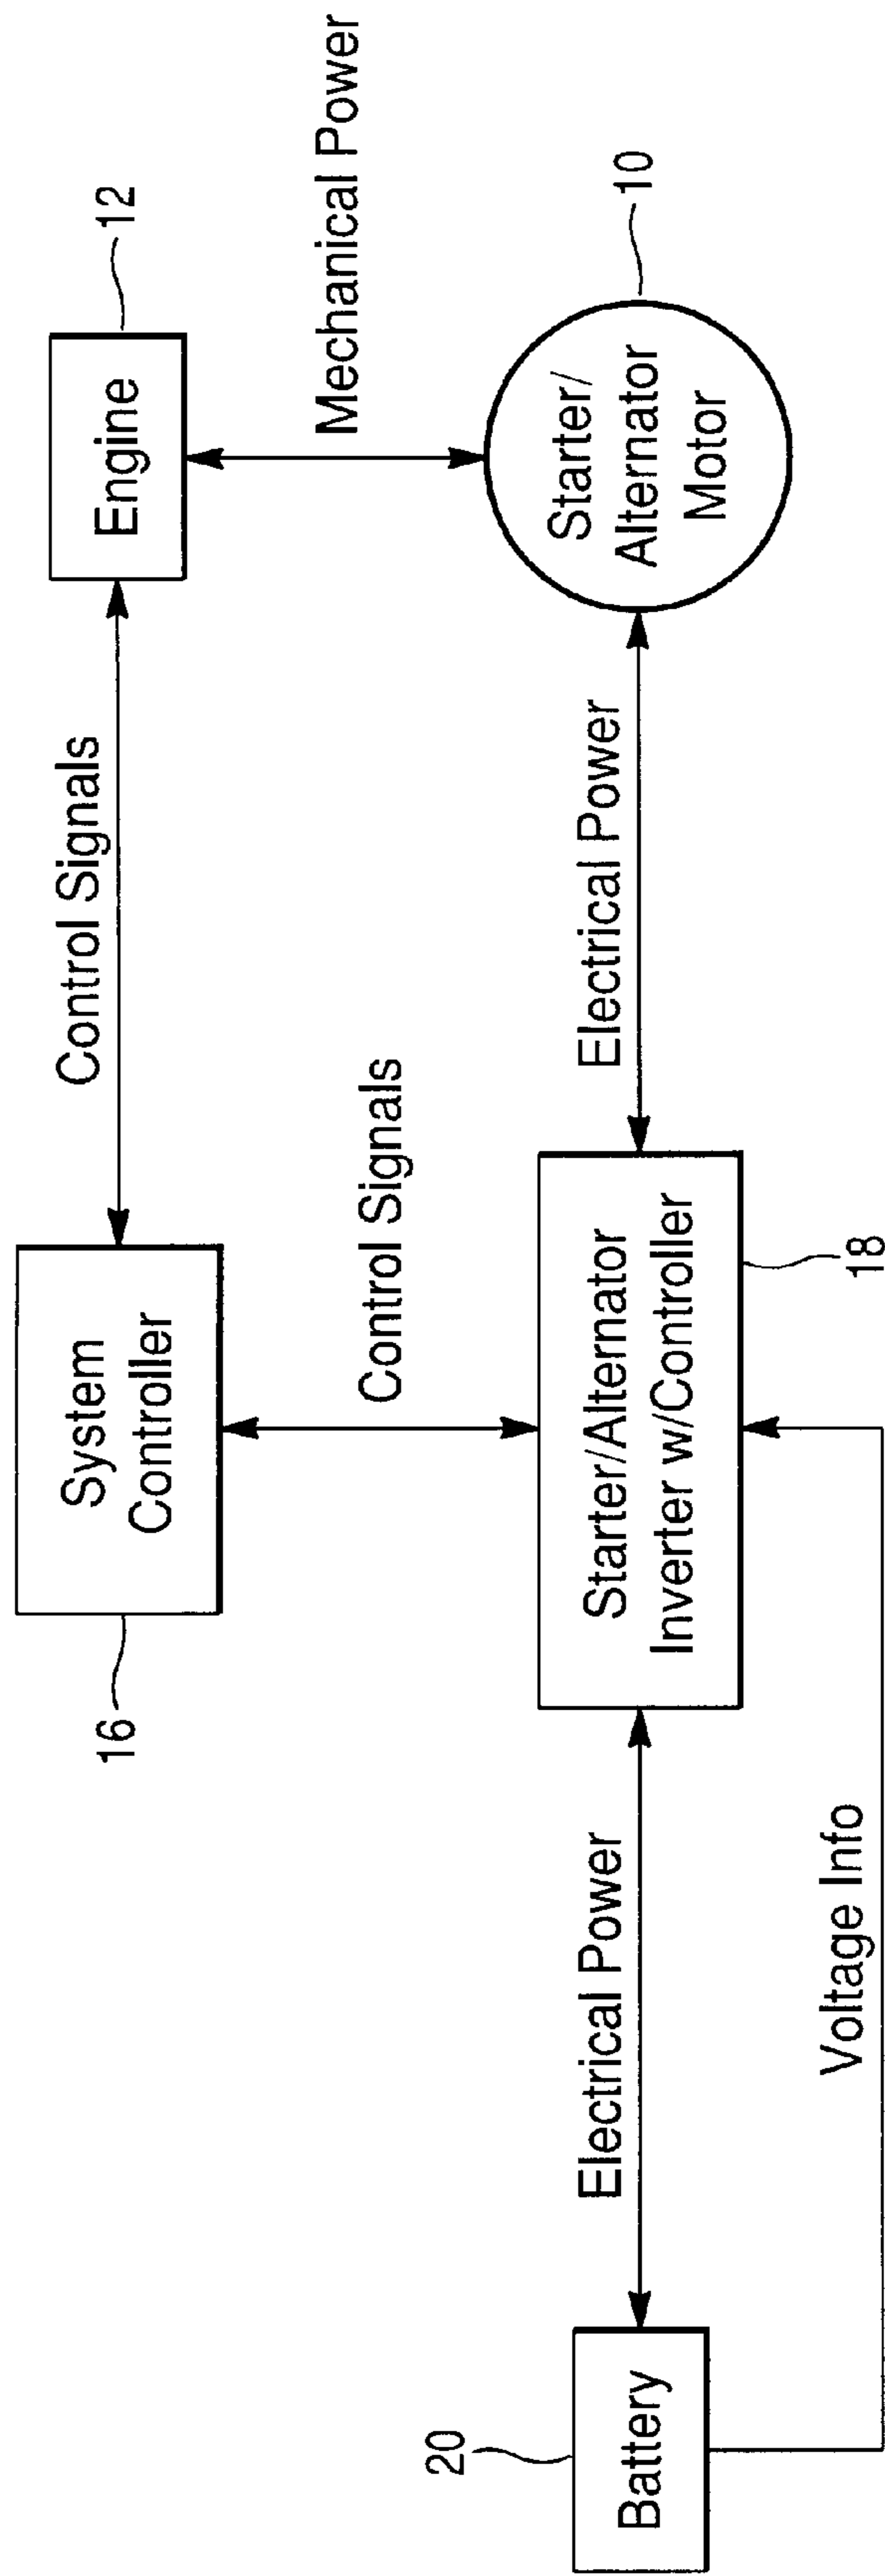 16
System
Controller
Control Signals
Engine
12
Control Signals
Mechanical Power
20
Battery
Electrical Power
Starter/Alternator
Inverter w/Controller
18
Electrical Power
Starter/
Alternator
Motor
10
Voltage Info